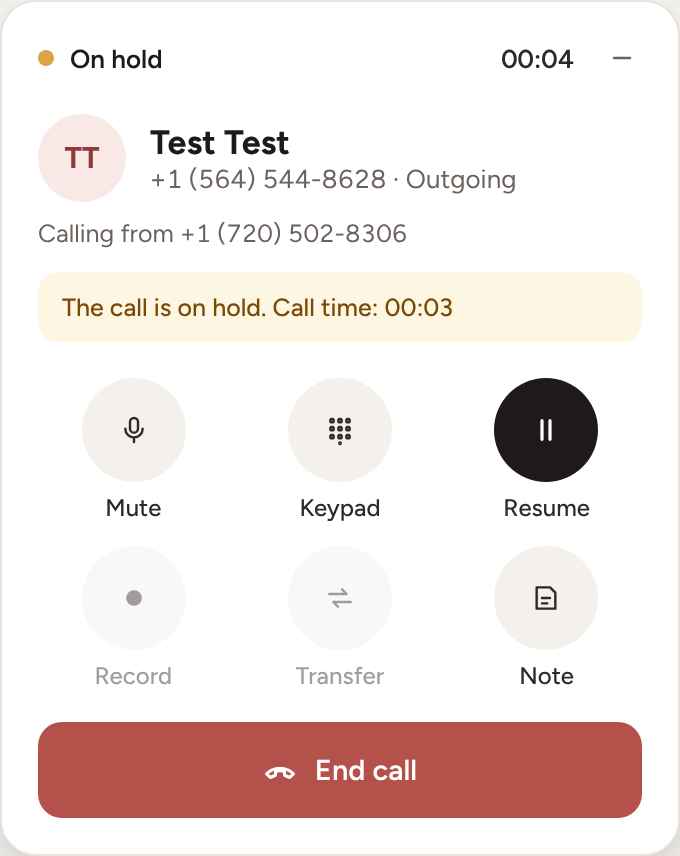 On hold 00:04
TT
Test Test
+1 (564) 544-8628 · Outgoing
Calling from +1 (720) 502-8306
The call is on hold. Call time: 00:03
Mute Keypad Resume
Record Transfer Note
End call